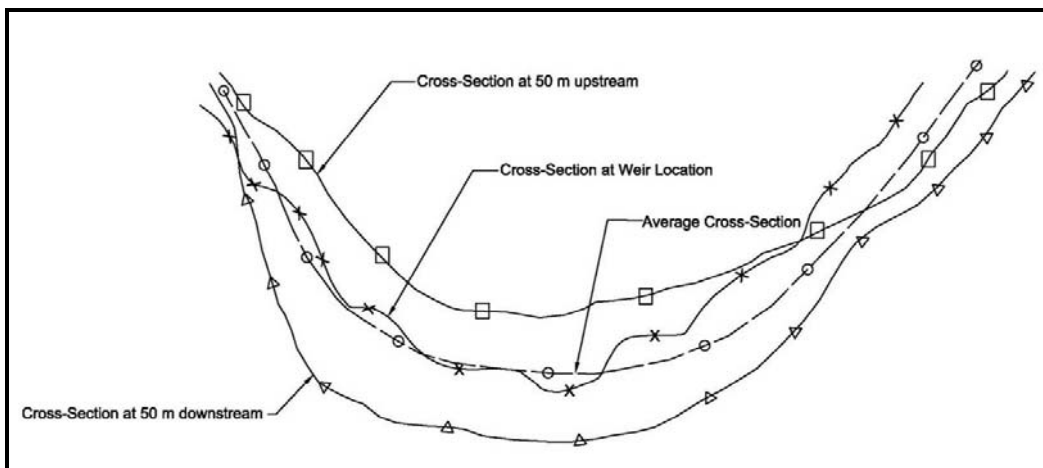 Cross-Section at 50 m upstream
Cross-Section at Weir Location
Average Cross-Section
Cross-Section at 50 m downstream